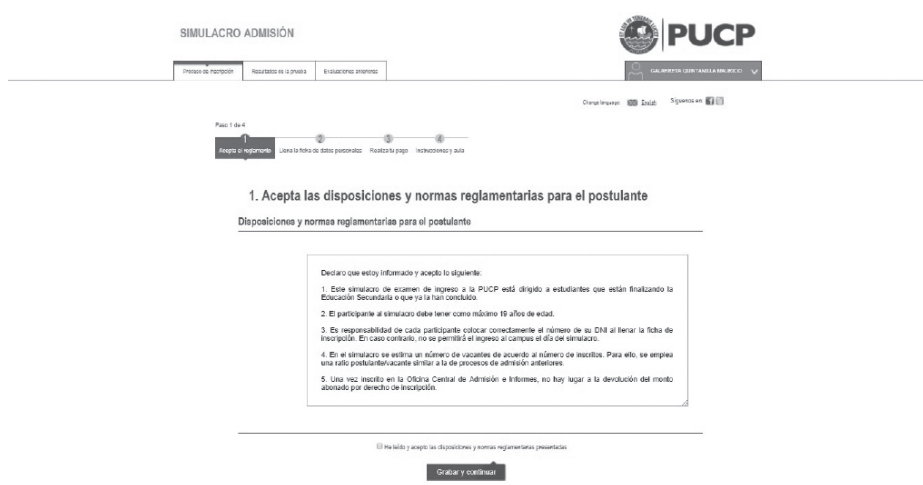 SIMULACRO ADMISIÓN
PUCP
Proceso de inscripción
Resultados de la prueba
Evaluaciones anteriores
Change language: English
Síguenos en
Paso 1 de 4
1
2
3
4
Acepta el reglamento
Llena la ficha de datos personales
Realiza tu pago
Instrucciones y aula
1. Acepta las disposiciones y normas reglamentarias para el postulante
Disposiciones y normas reglamentarias para el postulante
Declaro que estoy informado y acepto lo siguiente:
1. Este simulacro de examen de ingreso a la PUCP está dirigido a estudiantes que están finalizando la
Educación Secundaria o que ya la han concluido.
2. El participante al simulacro debe tener como máximo 19 años de edad.
3. Es responsabilidad de cada participante colocar correctamente el número de su DNI al llenar la ficha de
inscripción. En caso contrario, no se permitirá el ingreso al campus el día del simulacro.
4. En el simulacro se estima un número de vacantes de acuerdo al número de inscritos. Para ello, se emplea
una ratio postulante/vacante similar a la de procesos de admisión anteriores.
5. Una vez inscrito en la Oficina Central de Admisión e Informes, no hay lugar a la devolución del monto
abonado por derecho de inscripción.
He leído y acepto las disposiciones y normas reglamentarias presentadas
Grabar y continuar